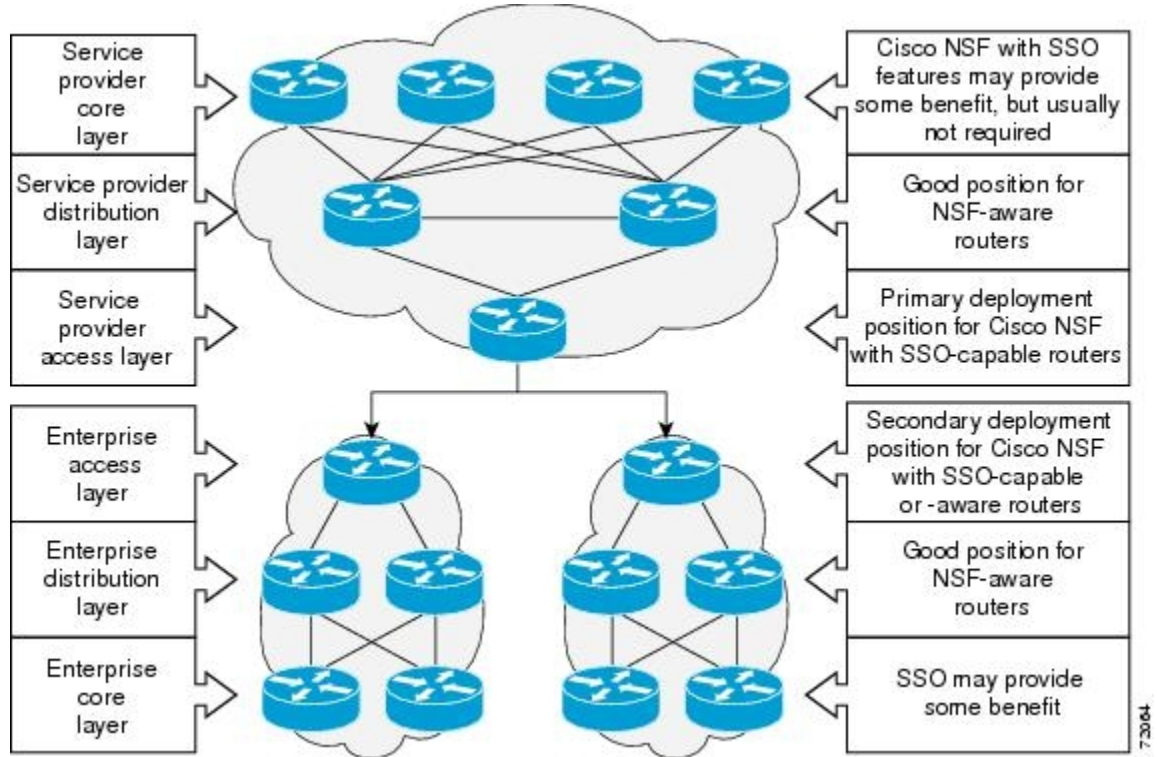 Service
provider
core
layer
Cisco NSF with SSO
features may provide
some benefit, but usually
not required
Service provider
distribution
layer
Good position for
NSF-aware
routers
Service
provider
access layer
Primary deployment
position for Cisco NSF
with SSO-capable routers
Enterprise
access
layer
Secondary deployment
position for Cisco NSF
with SSO-capable
or -aware routers
Enterprise
distribution
layer
Good position for
NSF-aware
routers
Enterprise
core
layer
SSO may provide
some benefit
72064